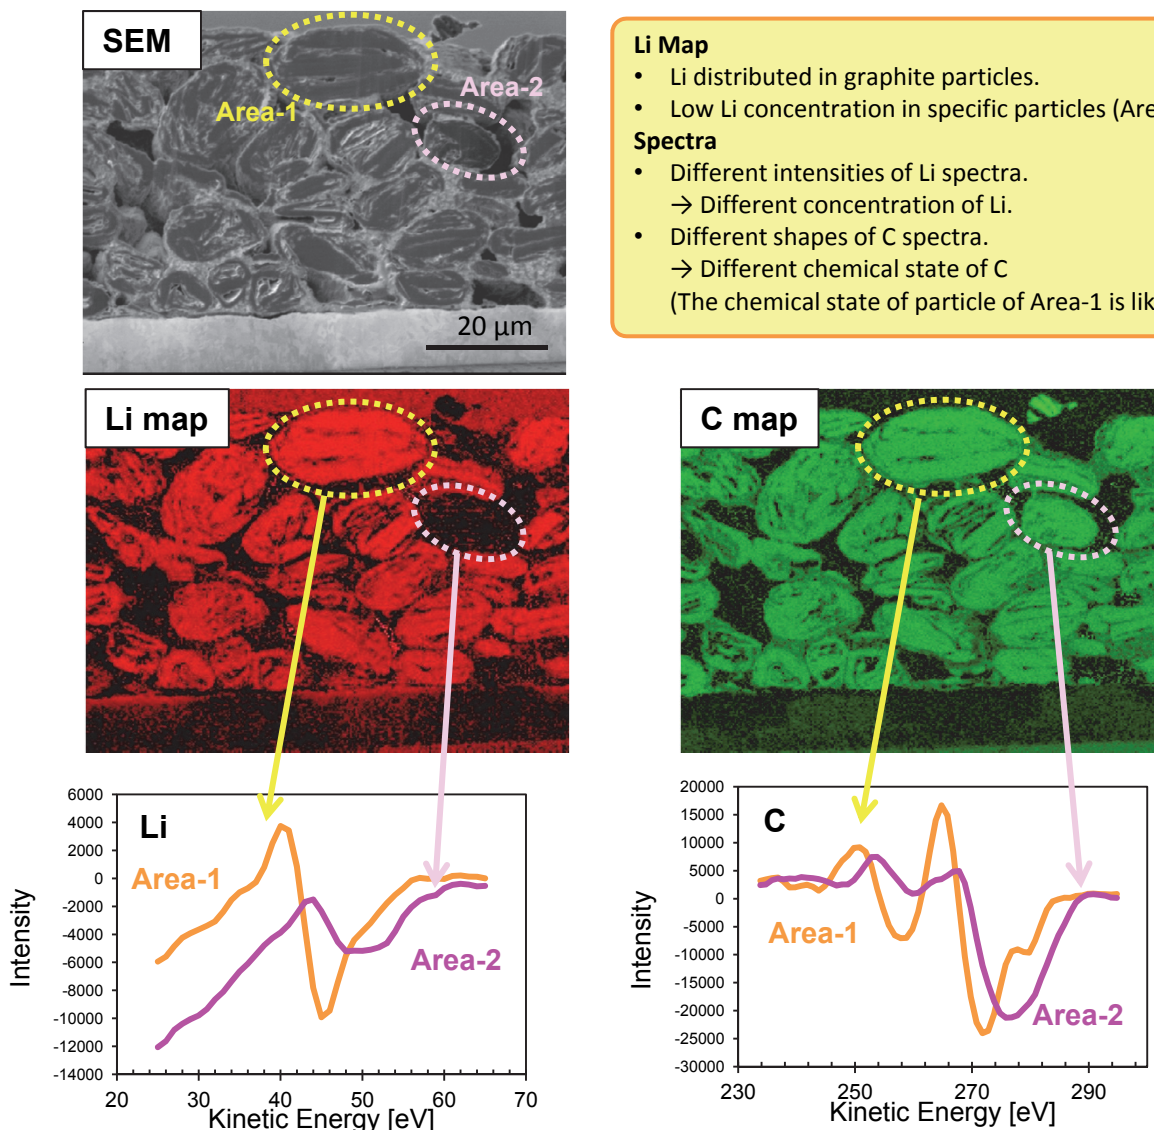 SEM
Area-1
Area-2
20 µm
Li Map
• Li distributed in graphite particles.
• Low Li concentration in specific particles (Are
Spectra
• Different intensities of Li spectra.
→ Different concentration of Li.
• Different shapes of C spectra.
→ Different chemical state of C
(The chemical state of particle of Area-1 is lik
Li map
C map
6000
4000
2000
0
-2000
-4000
-6000
-8000
-10000
-12000
-14000
Intensity
Li
Area-1
Area-2
20 30 40 50 60 70
Kinetic Energy [eV]
20000
15000
10000
5000
0
-5000
-10000
-15000
-20000
-25000
-30000
Intensity
C
Area-1
Area-2
230 250 270 290
Kinetic Energy [eV]